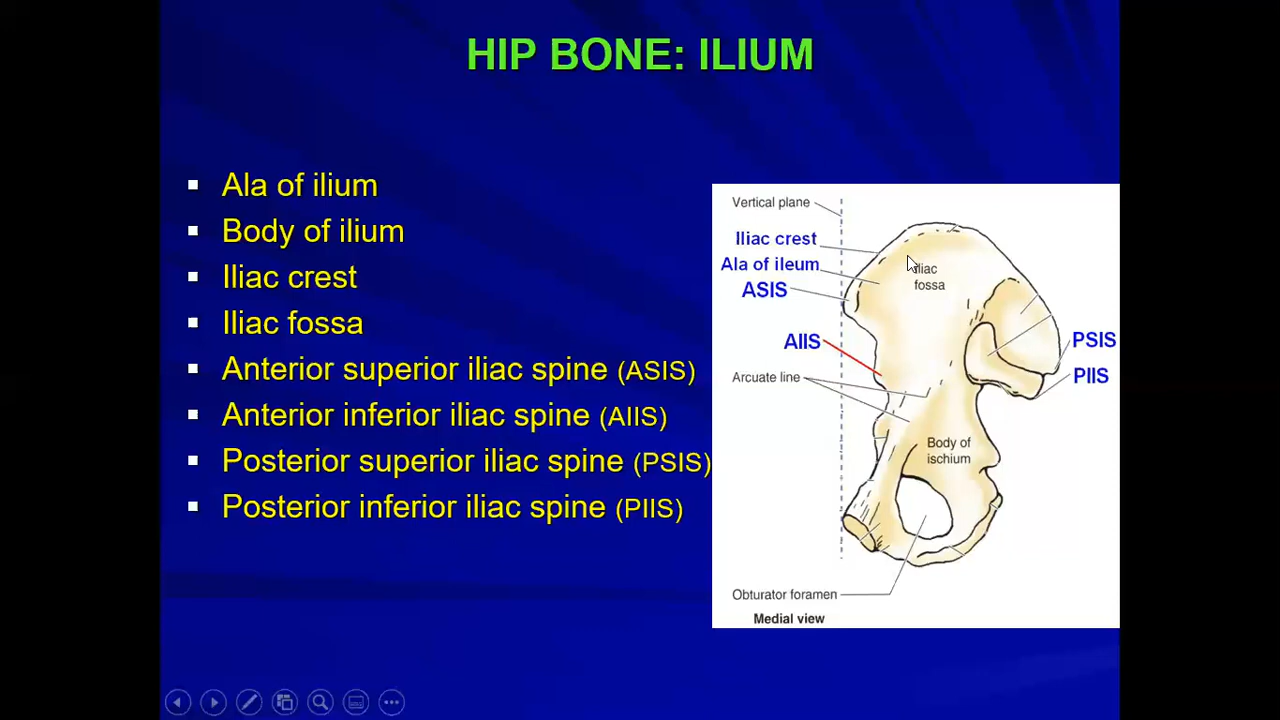 HIP BONE: ILIUM
Ala of ilium
Body of ilium
Iliac crest
Iliac fossa
Anterior superior iliac spine (ASIS)
Anterior inferior iliac spine (AIIS)
Posterior superior iliac spine (PSIS)
Posterior inferior iliac spine (PIIS)
Vertical plane
Iliac crest
Ala of ileum
ASIS
Iliac
fossa
AIIS
PSIS
PIIS
Arcuate line
Body of
ischium
Obturator foramen
Medial view